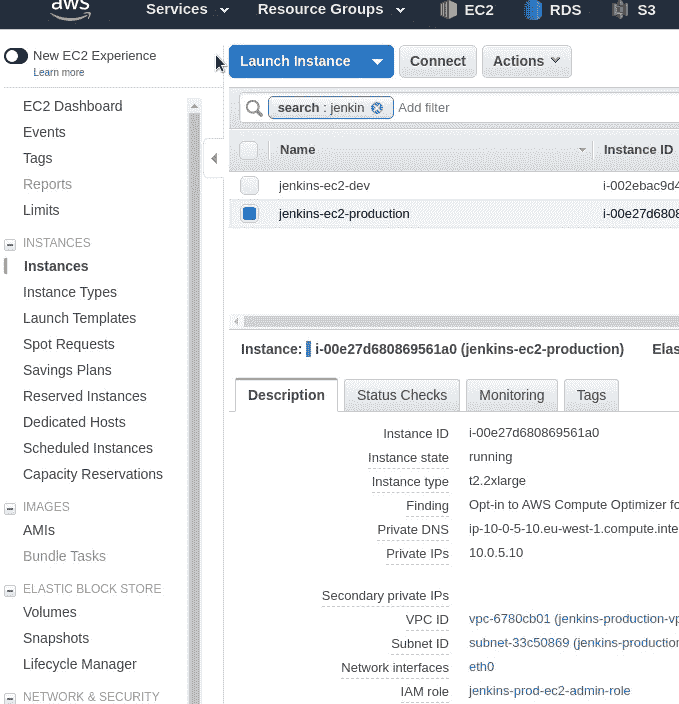 aws Services Resource Groups EC2 RDS S3
New EC2 Experience
Learn more
Launch Instance Connect Actions
search : jenkin Add filter
Name Instance ID
jenkins-ec2-dev i-002ebac9d4
jenkins-ec2-production i-00e27d6808
EC2 Dashboard
Events
Tags
Reports
Limits
INSTANCES
Instances
Instance Types
Launch Templates
Spot Requests
Savings Plans
Reserved Instances
Dedicated Hosts
Scheduled Instances
Capacity Reservations
IMAGES
AMIs
Bundle Tasks
ELASTIC BLOCK STORE
Volumes
Snapshots
Lifecycle Manager
NETWORK & SECURITY
Instance: i-00e27d680869561a0 (jenkins-ec2-production) Elas
Description Status Checks Monitoring Tags
Instance ID i-00e27d680869561a0
Instance state running
Instance type t2.2xlarge
Finding Opt-in to AWS Compute Optimizer fo
Private DNS ip-10-0-5-10.eu-west-1.compute.inte
Private IPs 10.0.5.10
Secondary private IPs
VPC ID vpc-6780cb01 (jenkins-production-vp
Subnet ID subnet-33c50869 (jenkins-production
Network interfaces eth0
IAM role jenkins-prod-ec2-admin-role